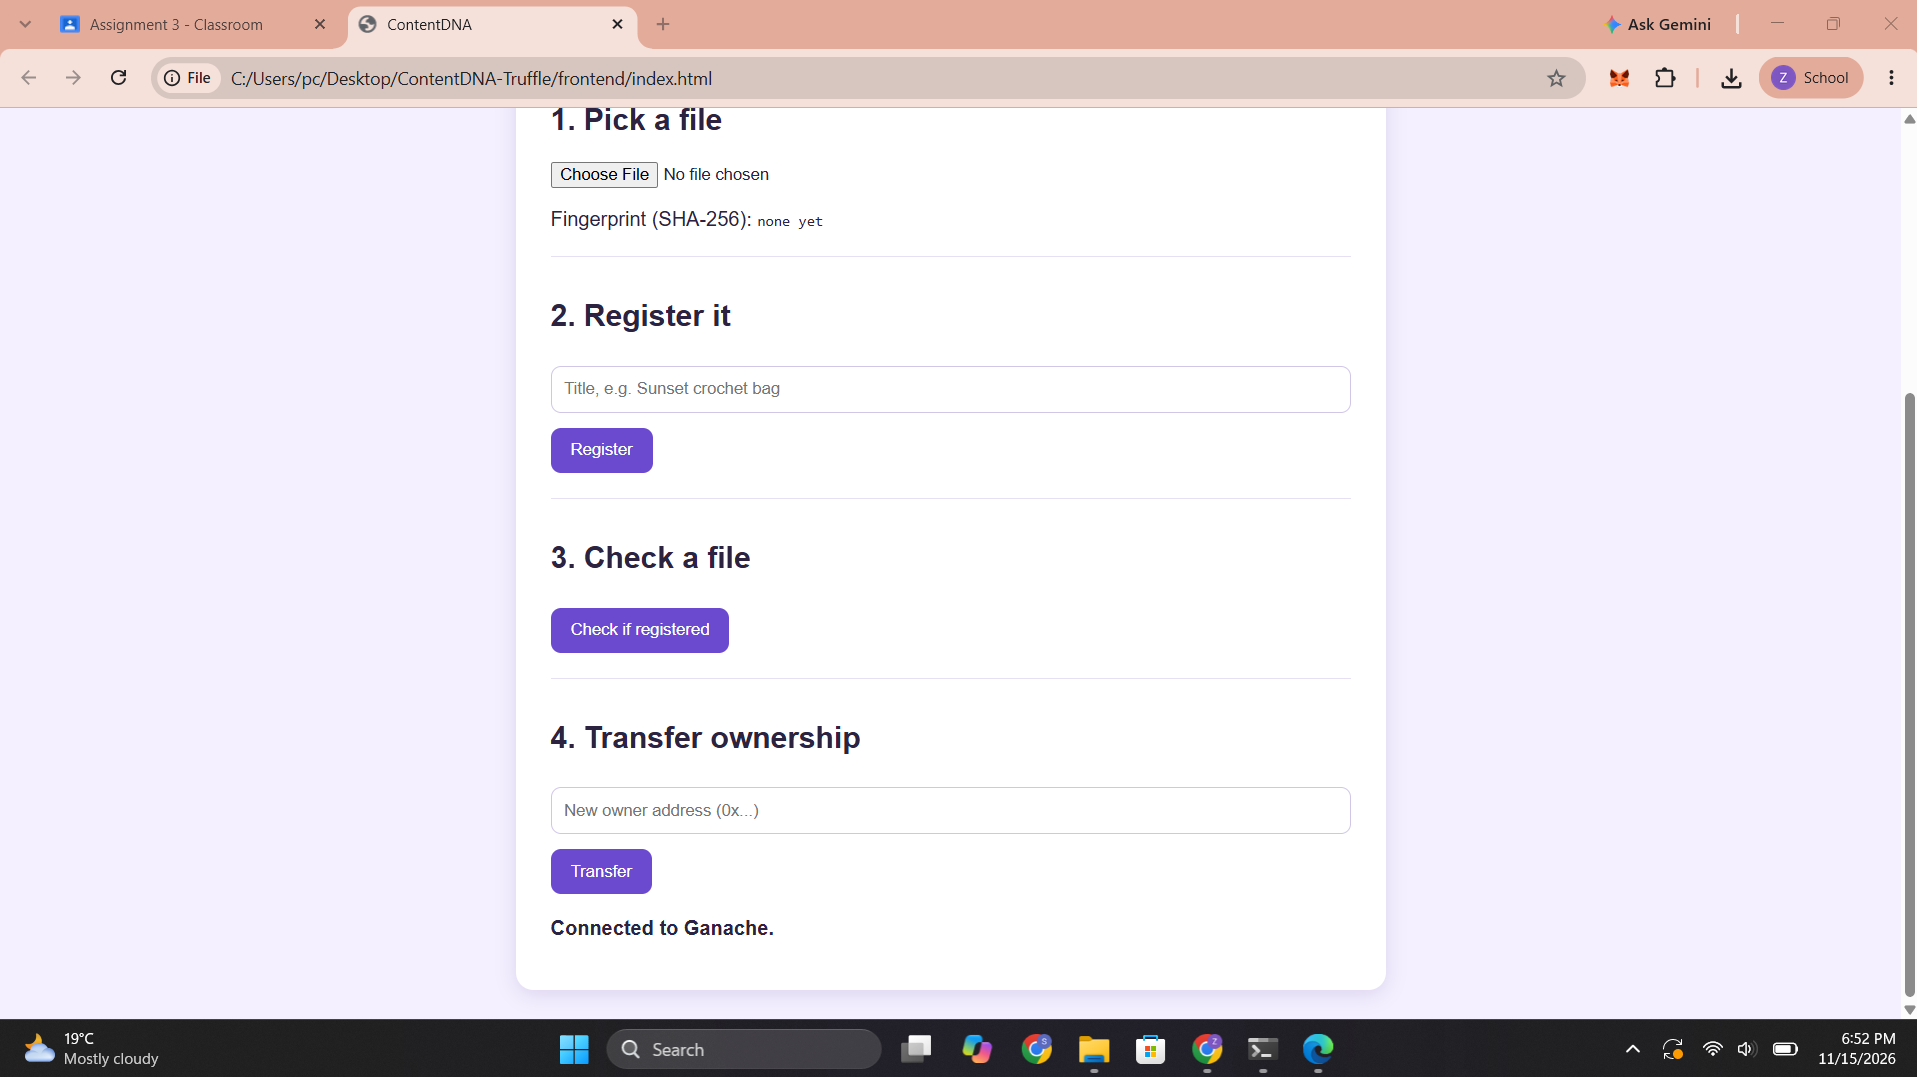 Assignment 3 - Classroom
ContentDNA
Ask Gemini
File
C:/Users/pc/Desktop/ContentDNA-Truffle/frontend/index.html
Z
School
1. Pick a file
Choose File No file chosen
Fingerprint (SHA-256): none yet
2. Register it
Title, e.g. Sunset crochet bag
Register
3. Check a file
Check if registered
4. Transfer ownership
New owner address (0x...)
Transfer
Connected to Ganache.
19°C
Mostly cloudy
Search
S
Z
6:52 PM
11/15/2026